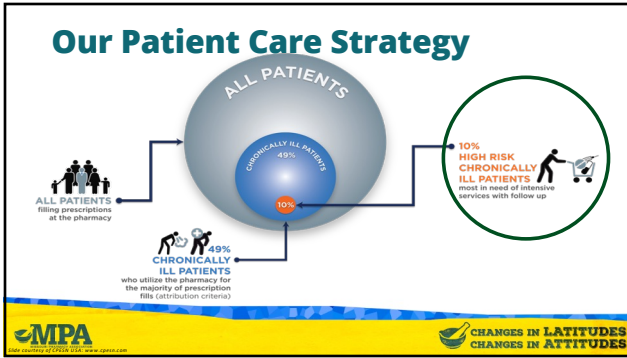 Our Patient Care Strategy
ALL PATIENTS
CHRONICALLY ILL PATIENTS
49%
10%
ALL PATIENTS
filling prescriptions
at the pharmacy
49%
CHRONICALLY
ILL PATIENTS
who utilize the pharmacy for
the majority of prescription
fills (attribution criteria)
10%
HIGH RISK
CHRONICALLY
ILL PATIENTS
most in need of intensive
services with follow up
MPA
Slide courtesy of CPESN USA: www.cpesn.com
CHANGES IN LATITUDES
CHANGES IN ATTITUDES